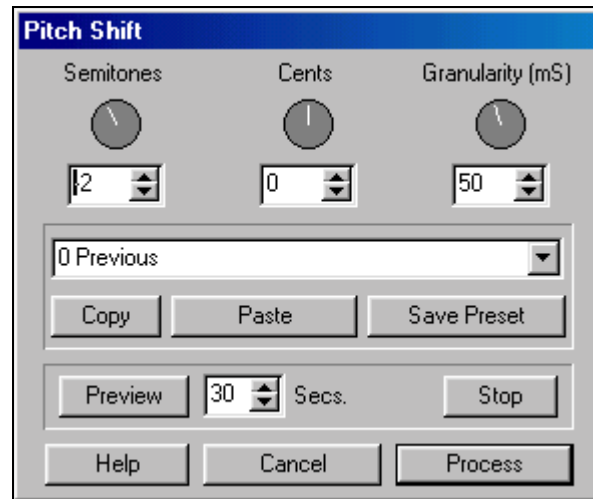 Pitch Shift
Semitones Cents Granularity (mS)
-2 0 50
0 Previous
Copy Paste Save Preset
Preview 30 Secs. Stop
Help Cancel Process